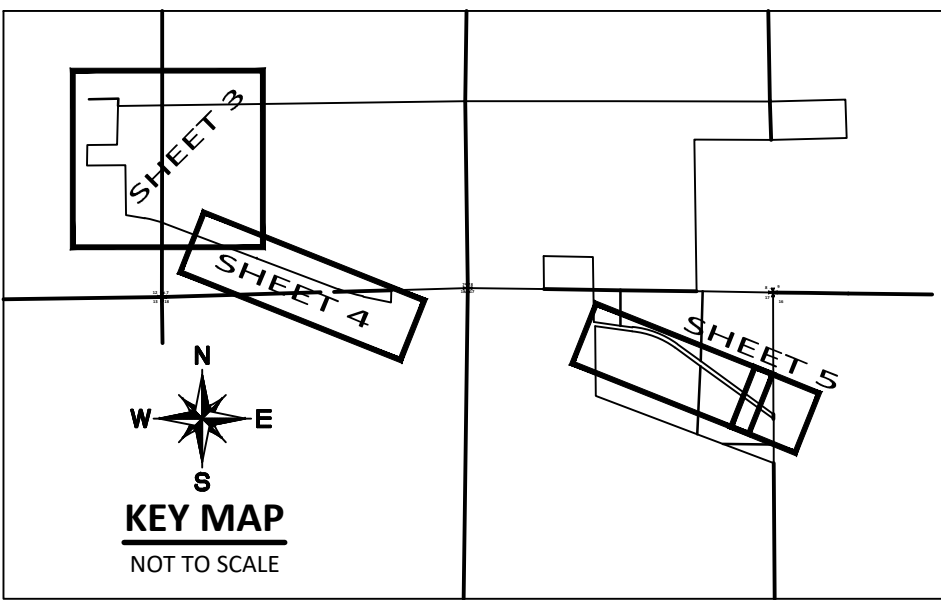 SHEET 3
SHEET 4
SHEET 5
N
W E
S
KEY MAP
NOT TO SCALE